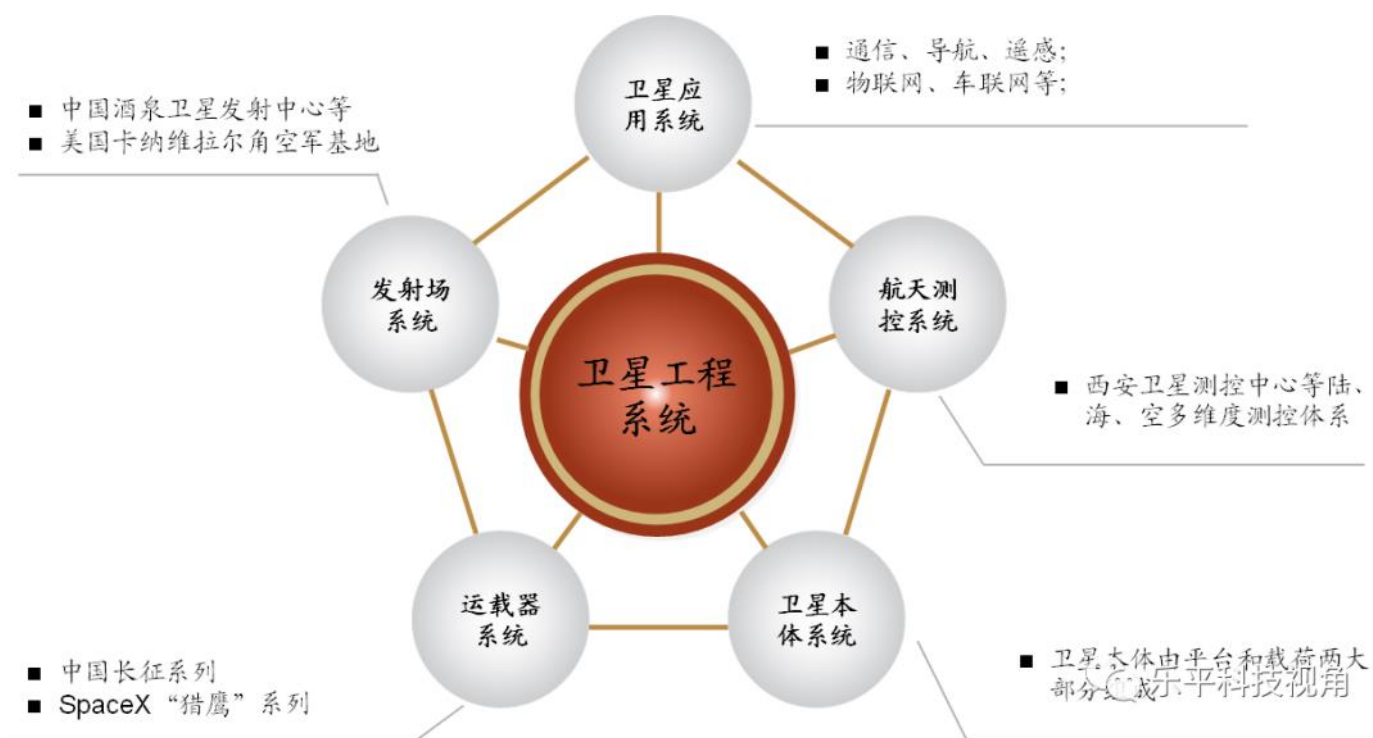 ■ 通信、导航、遥感;
■ 物联网、车联网等;
卫星应
用系统
■ 中国酒泉卫星发射中心等
■ 美国卡纳维拉尔角空军基地
发射场
系统
航天测
控系统
卫星工程
系统
■ 西安卫星测控中心等陆、
海、空多维度测控体系
运载器
系统
卫星本
体系统
■ 中国长征系列
■ SpaceX “猎鹰” 系列
■ 卫星本体由平台和载荷两大
部分组成
乐平科技视角